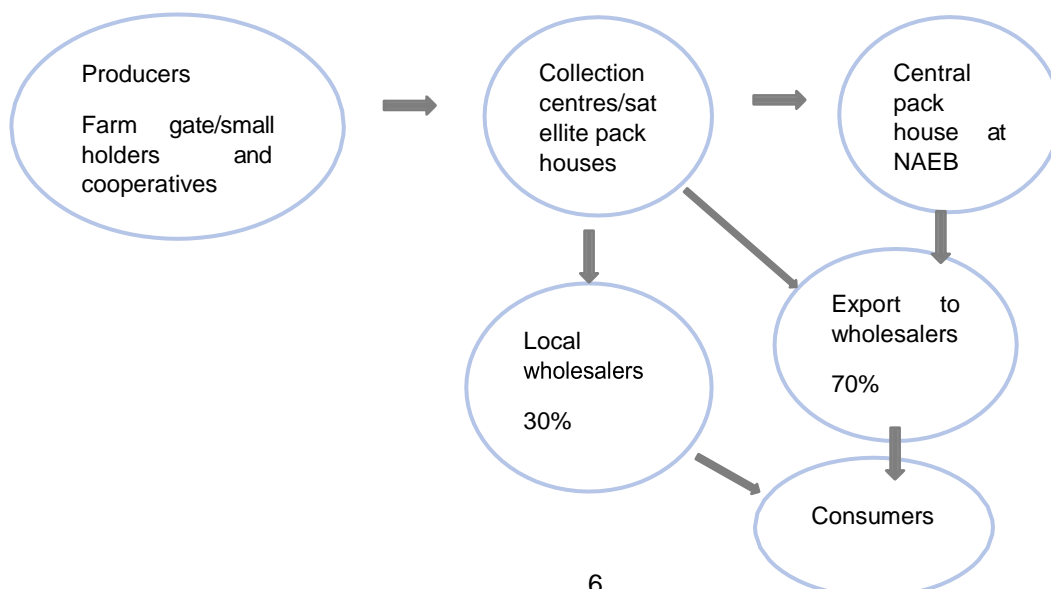 Producers
Farm gate/small
holders and
cooperatives
Collection
centres/sat
ellite pack
houses
Central
pack
house at
NAEB
Local
wholesalers
30%
Export to
wholesalers
70%
Consumers
6